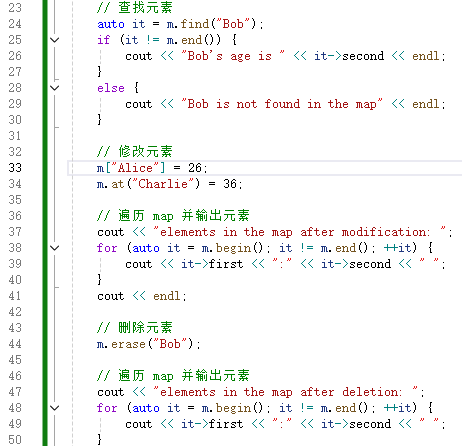 23 // 查找元素
24 auto it = m.find("Bob");
25 if (it != m.end()) {
26 cout << "Bob's age is " << it->second << endl;
27 }
28 else {
29 cout << "Bob is not found in the map" << endl;
30 }
31
32 // 修改元素
33 m["Alice"] = 26;
34 m.at("Charlie") = 36;
35
36 // 遍历 map 并输出元素
37 cout << "elements in the map after modification: ";
38 for (auto it = m.begin(); it != m.end(); ++it) {
39 cout << it->first << ":" << it->second << " ";
40 }
41 cout << endl;
42
43 // 删除元素
44 m.erase("Bob");
45
46 // 遍历 map 并输出元素
47 cout << "elements in the map after deletion: ";
48 for (auto it = m.begin(); it != m.end(); ++it) {
49 cout << it->first << ":" << it->second << " ";
50 }